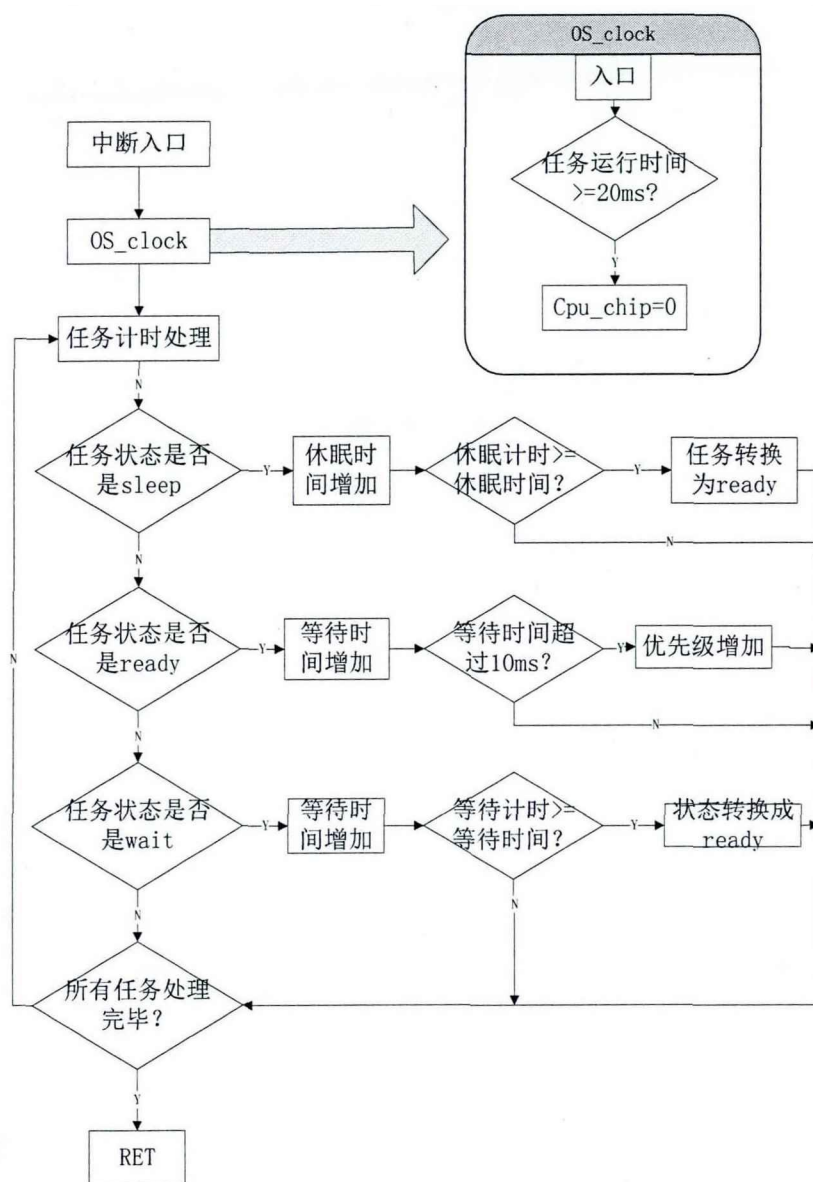 OS_clock
入口
任务运行时间
>=20ms?
Y
Cpu_chip=0
中断入口
OS_clock
任务计时处理
N
任务状态是否
是sleep
Y
休眠时
间增加
休眠计时>=
休眠时间?
Y
任务转换
为ready
N
N
任务状态是否
是ready
Y
等待时
间增加
等待时间超
过10ms?
Y
优先级增加
N
N
N
任务状态是否
是wait
Y
等待时
间增加
等待计时>=
等待时间?
Y
状态转换成
ready
N
N
所有任务处理
完毕?
Y
RET